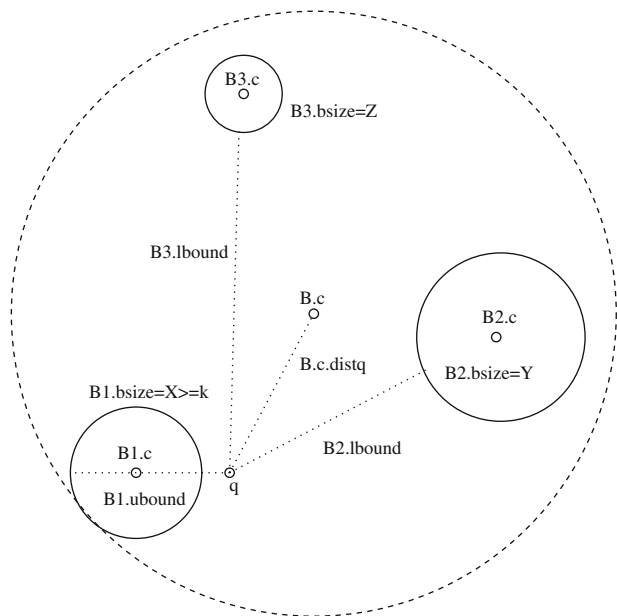 B3.c
B3.bsize=Z
B3.lbound
B.c
B2.c
B.c.distq
B2.bsize=Y
B1.bsize=X>=k
B2.lbound
B1.c
q
B1.ubound